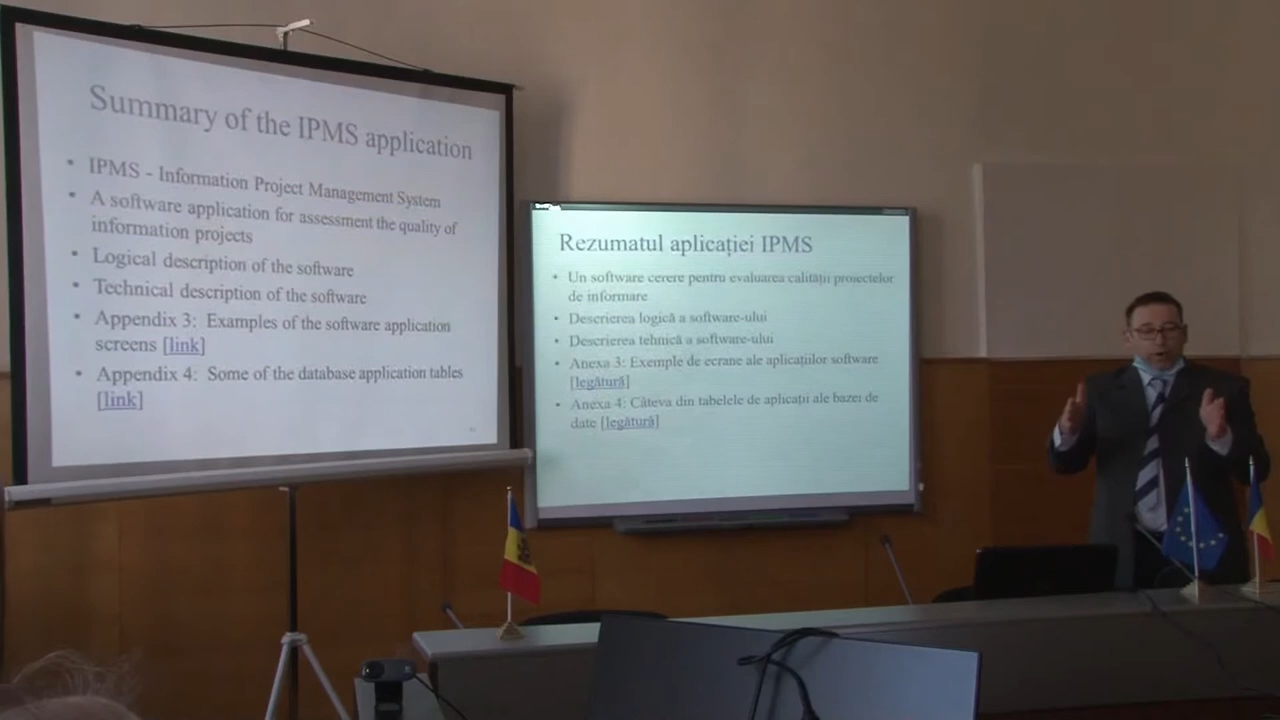 Summary of the IPMS application
• IPMS - Information Project Management System
• A software application for assessment the quality of
information projects
• Logical description of the software
• Technical description of the software
• Appendix 3: Examples of the software application
screens [link]
• Appendix 4: Some of the database application tables
[link]
Rezumatul aplicației IPMS
• Un software cerere pentru evaluarea calității proiectelor
de informare
• Descrierea logică a software-ului
• Descrierea tehnică a software-ului
• Anexa 3: Exemple de ecrane ale aplicațiilor software
[legătură]
• Anexa 4: Câteva din tabelele de aplicații ale bazei de
date [legătură]